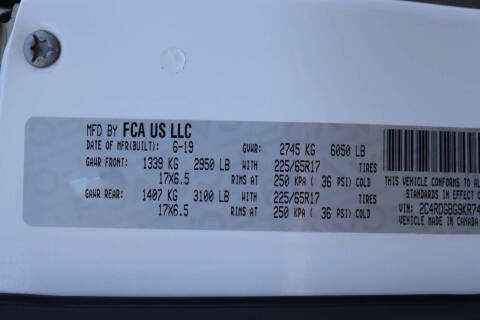 MFD BY FCA US LLC
DATE OF MFR(BUILT): 6-19 GVWR: 2745 KG 6050 LB
GAWR FRONT: 1339 KG 2950 LB WITH 225/65R17 TIRES
17X6.5 RIMS AT 250 KPA ( 36 PSI) COLD
GAWR REAR: 1407 KG 3100 LB WITH 225/65R17 TIRES
17X6.5 RIMS AT 250 KPA ( 36 PSI) COLD
THIS VEHICLE CONFORMS TO A
STANDARDS IN EFFEC
VIN: 2C4RDGBG9KR74
VEHICLE MADE IN CANADA